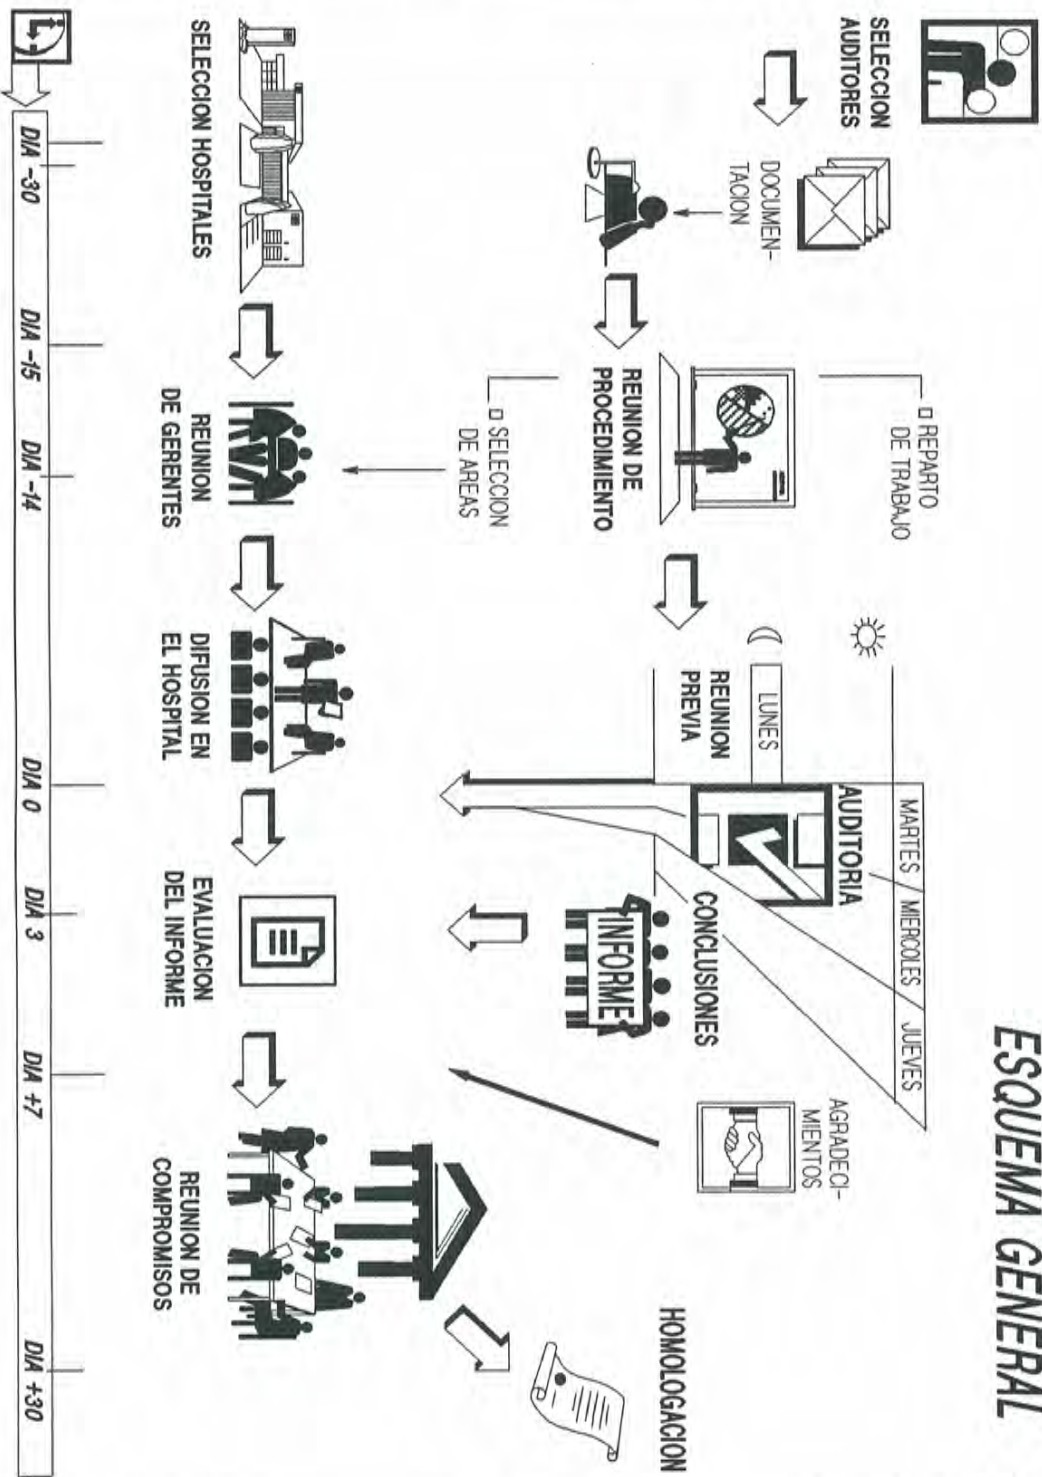 ESQUEMA GENERAL
SELECCION
AUDITORES
DOCUMEN-
TACION
REUNION DE
PROCEDIMIENTO
REPARTO
DE TRABAJO
SELECCION
DE AREAS
LUNES
REUNION
PREVIA
MARTES
MIERCOLES
JUEVES
AUDITORIA
CONCLUSIONES
INFORME
AGRADECI-
MIENTOS
HOMOLOGACION
SELECCION HOSPITALES
REUNION
DE GERENTES
DIFUSION EN
EL HOSPITAL
EVALUACION
DEL INFORME
REUNION DE
COMPROMISOS
DIA -30
DIA -15
DIA -14
DIA 0
DIA 3
DIA +7
DIA +30